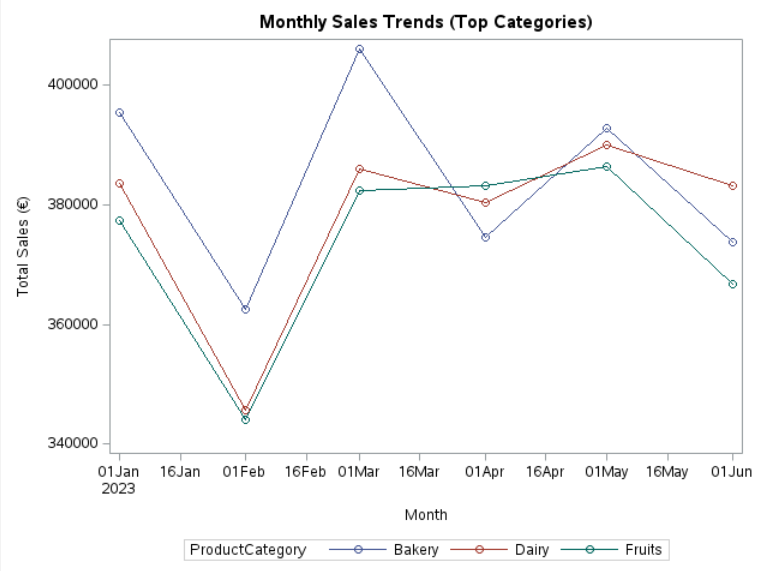 Monthly Sales Trends (Top Categories)
Total Sales (€)
400000
380000
360000
340000
01Jan 16Jan 01Feb 16Feb 01Mar 16Mar 01Apr 16Apr 01May 16May 01Jun
2023
Month
ProductCategory Bakery Dairy Fruits